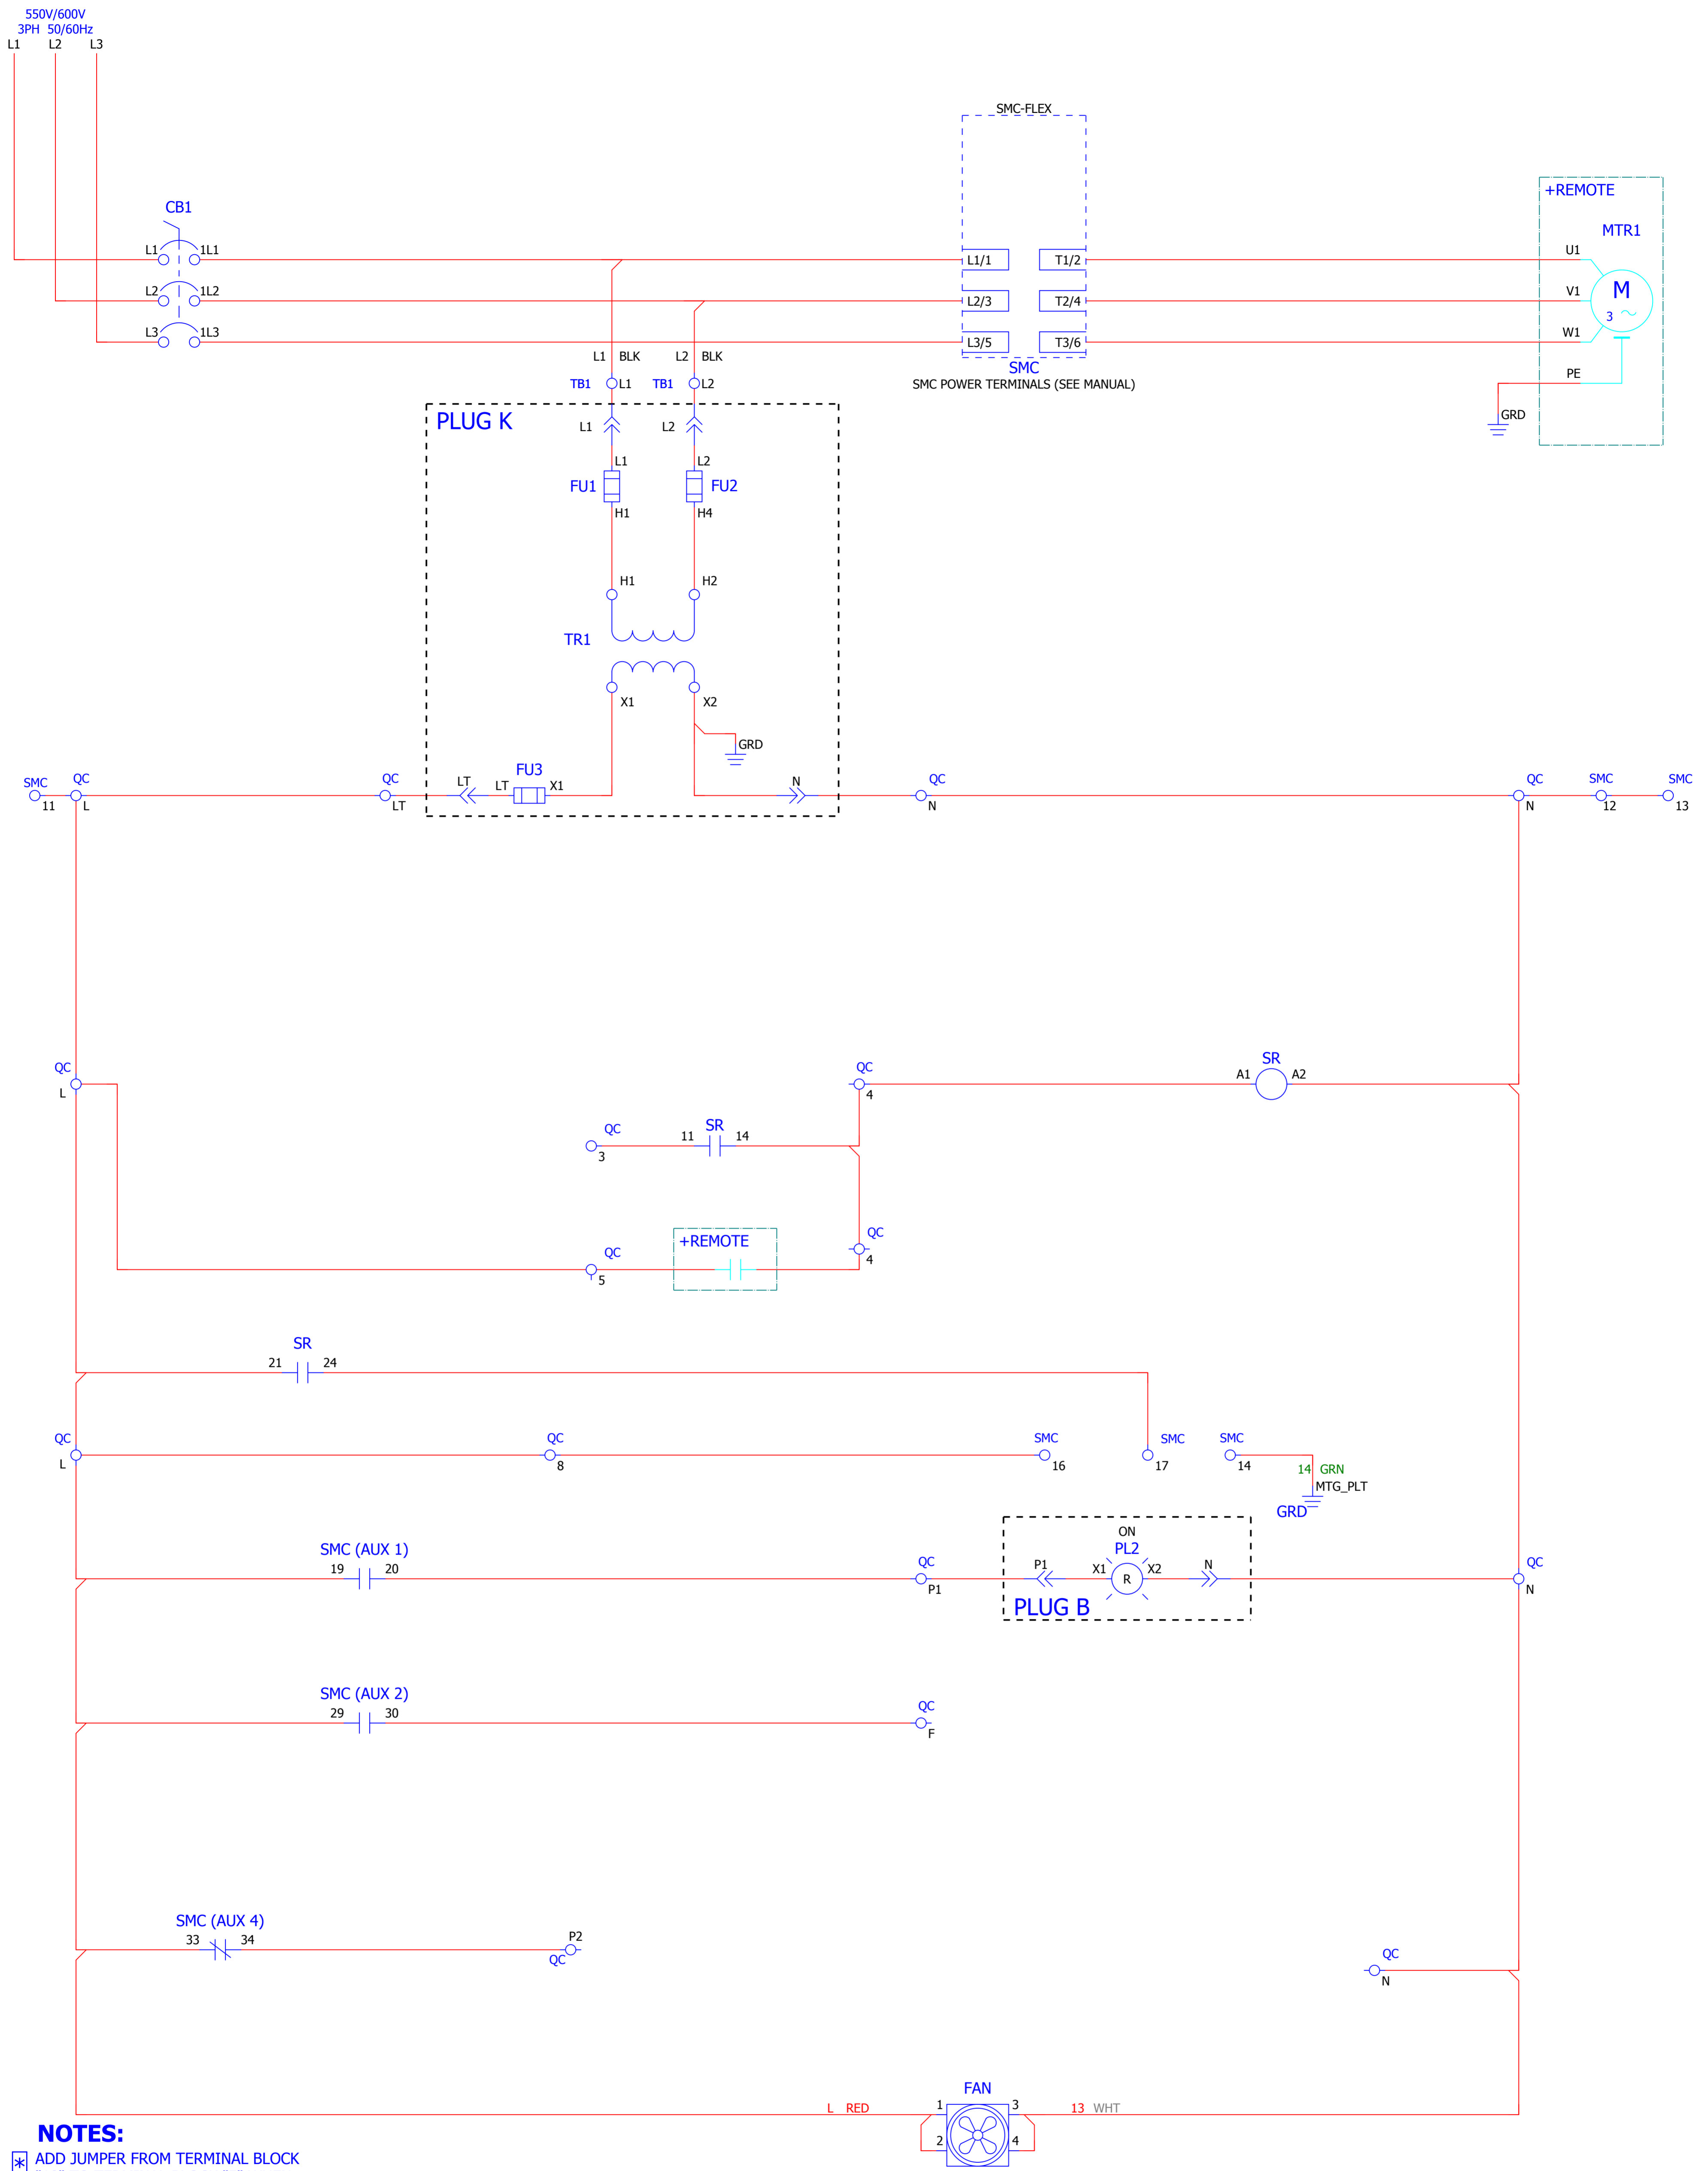 550V/600V
3PH 50/60Hz
L1 L2 L3
SMC-FLEX
CB1
+REMOTE
MTR1
L1 1L1
L1/1 T1/2
U1
L2 1L2
L2/3 T2/4
V1
M
3
L3 1L3
L3/5 T3/6
W1
SMC
SMC POWER TERMINALS (SEE MANUAL)
PE
GRD
L1 BLK L2 BLK
TB1 L1 TB1 L2
PLUG K
L1 L2
L1 L2
FU1 FU2
H1 H4
H1 H2
TR1
X1 X2
GRD
SMC QC QC LT LT FU3 X1 N QC QC SMC SMC
11 L LT N N 12 13
QC QC SR
L 4 A1 A2
QC SR
3 11 14
+REMOTE QC
QC 4
5
SR
21 24
QC QC SMC SMC SMC
L 8 16 17 14
14 GRN
MTG_PLT
GRD
SMC (AUX 1)
19 20
ON
PL2
QC P1 X1 R X2 N QC
P1 N
PLUG B
SMC (AUX 2)
29 30 QC
F
SMC (AUX 4)
33 34 P2
QC
QC
N
FAN
L RED 1 3 13 WHT
2 4
NOTES:
* ADD JUMPER FROM TERMINAL BLOCK